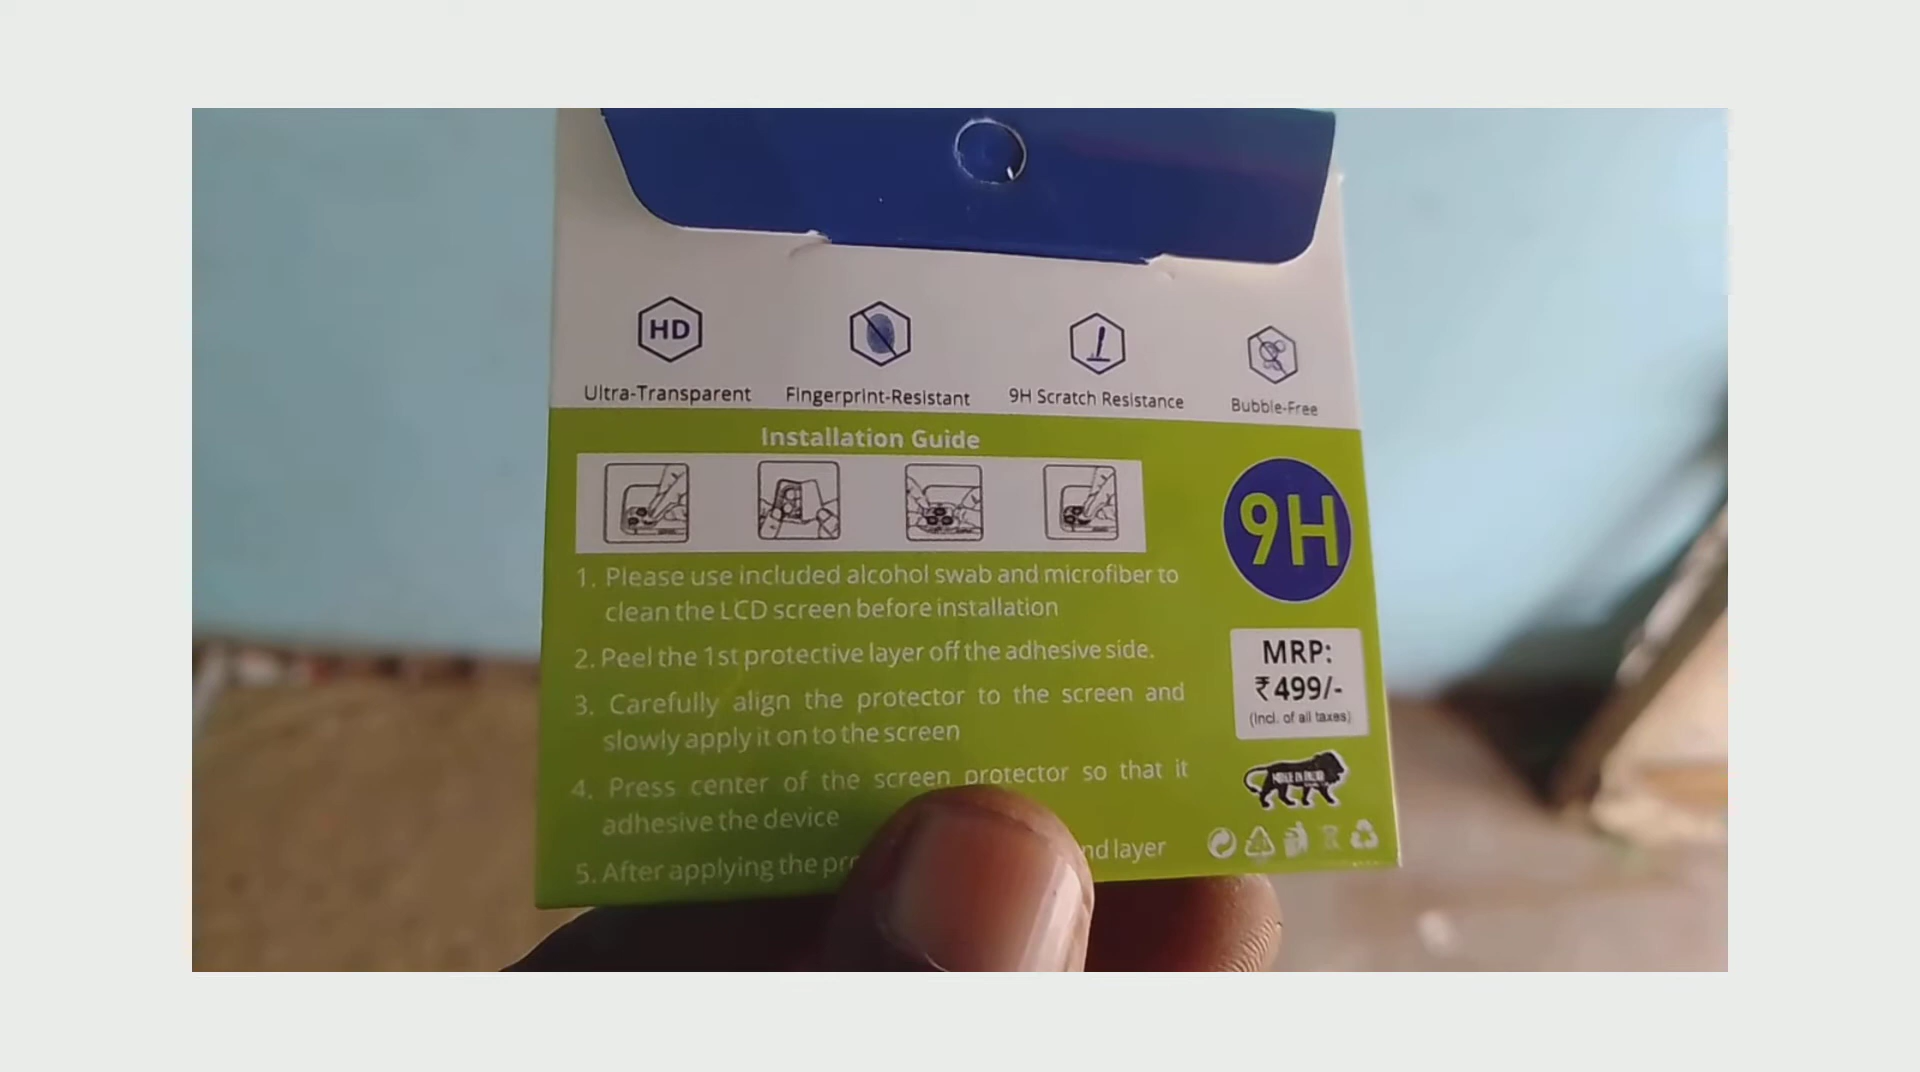 HD
Ultra-Transparent
Fingerprint-Resistant
9H Scratch Resistance
Bubble-Free
Installation Guide
1. Please use included alcohol swab and microfiber to
clean the LCD screen before installation
2. Peel the 1st protective layer off the adhesive side.
3. Carefully align the protector to the screen and
slowly apply it on to the screen
4. Press center of the screen protector so that it
adhesive the device
5. After applying the
layer
9H
MRP:
₹499/-
(Incl. of all taxes)
MAKE IN INDIA